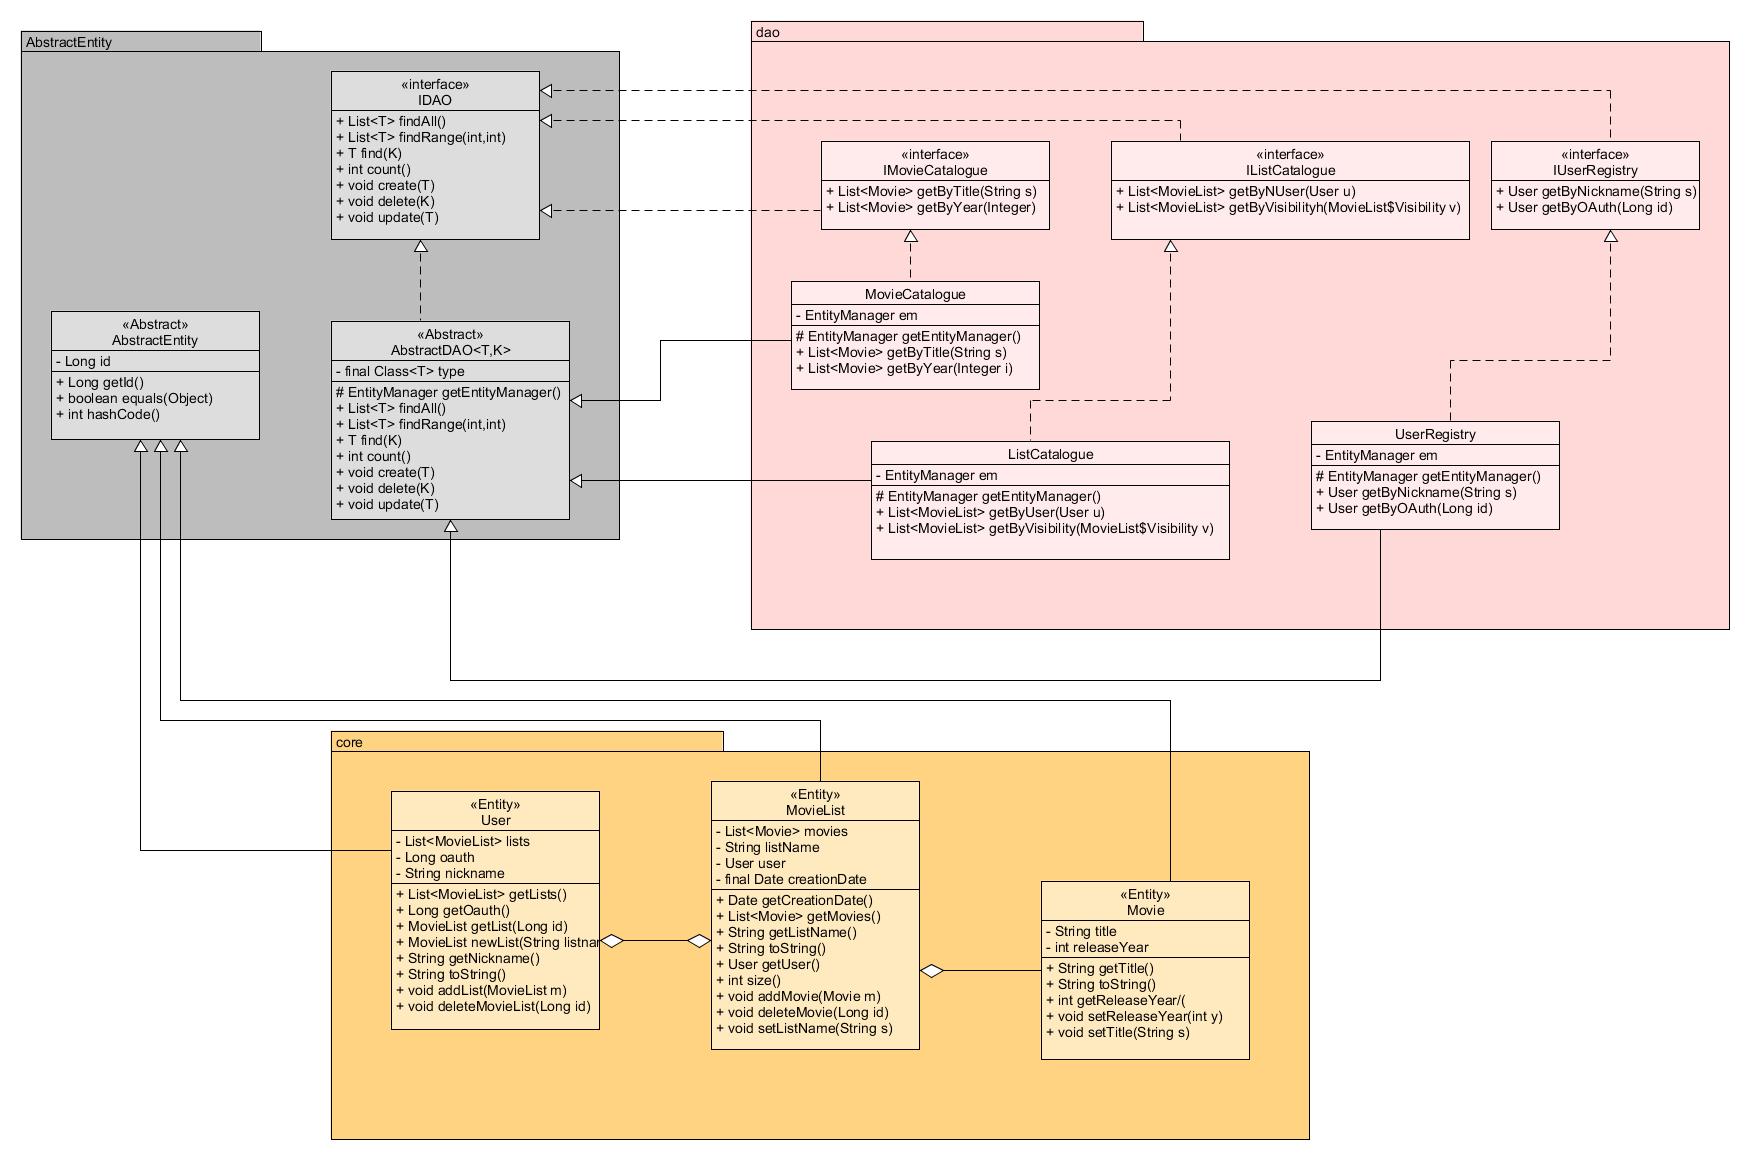 AbstractEntity
«interface»
IDAO
+ List<T> findAll()
+ List<T> findRange(int,int)
+ T find(K)
+ int count()
+ void create(T)
+ void delete(K)
+ void update(T)
«Abstract»
AbstractEntity
- Long id
+ Long getId()
+ boolean equals(Object)
+ int hashCode()
«Abstract»
AbstractDAO<T,K>
- final Class<T> type
# EntityManager getEntityManager()
+ List<T> findAll()
+ List<T> findRange(int,int)
+ T find(K)
+ int count()
+ void create(T)
+ void delete(K)
+ void update(T)
dao
«interface»
IMovieCatalogue
+ List<Movie> getByTitle(String s)
+ List<Movie> getByYear(Integer)
«interface»
IListCatalogue
+ List<MovieList> getByNUser(User u)
+ List<MovieList> getByVisibilityh(MovieList$Visibility v)
«interface»
IUserRegistry
+ User getByNickname(String s)
+ User getByOAuth(Long id)
MovieCatalogue
- EntityManager em
# EntityManager getEntityManager()
+ List<Movie> getByTitle(String s)
+ List<Movie> getByYear(Integer i)
ListCatalogue
- EntityManager em
# EntityManager getEntityManager()
+ List<MovieList> getByUser(User u)
+ List<MovieList> getByVisibility(MovieList$Visibility v)
UserRegistry
- EntityManager em
# EntityManager getEntityManager()
+ User getByNickname(String s)
+ User getByOAuth(Long id)
core
«Entity»
User
- List<MovieList> lists
- Long oauth
- String nickname
+ List<MovieList> getLists()
+ Long getOauth()
+ MovieList getList(Long id)
+ MovieList newList(String listnar
+ String getNickname()
+ String toString()
+ void addList(MovieList m)
+ void deleteMovieList(Long id)
«Entity»
MovieList
- List<Movie> movies
- String listName
- User user
- final Date creationDate
+ Date getCreationDate()
+ List<Movie> getMovies()
+ String getListName()
+ String toString()
+ User getUser()
+ int size()
+ void addMovie(Movie m)
+ void deleteMovie(Long id)
+ void setListName(String s)
«Entity»
Movie
- String title
- int releaseYear
+ String getTitle()
+ String toString()
+ int getReleaseYear/(
+ void setReleaseYear(int y)
+ void setTitle(String s)